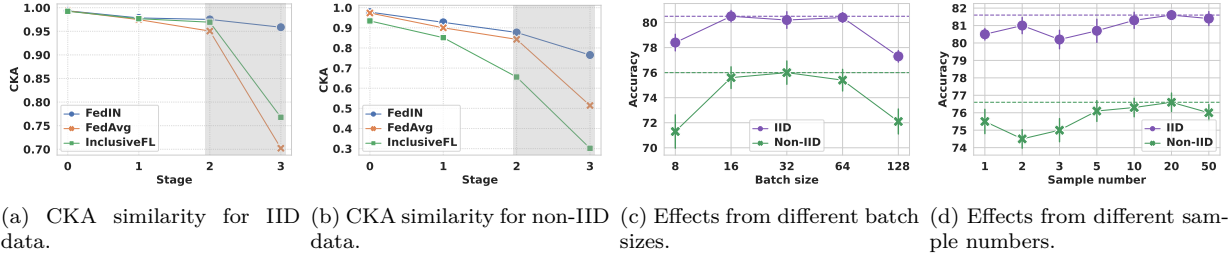 1.00
0.95
0.90
0.85
0.80
0.75
0.70
CKA
FedIN
FedAvg
InclusiveFL
0 1 2 3
Stage
1.0
0.9
0.8
0.7
0.6
0.5
0.4
0.3
CKA
FedIN
FedAvg
InclusiveFL
0 1 2 3
Stage
80
78
76
74
72
70
Accuracy
IID
Non-IID
8 16 32 64 128
Batch size
82
81
80
78
77
76
75
74
Accuracy
IID
Non-IID
1 2 3 5 10 20 50
Sample number
(a) CKA similarity for IID
data.
(b) CKA similarity for non-IID
data.
(c) Effects from different batch
sizes.
(d) Effects from different sam-
ple numbers.